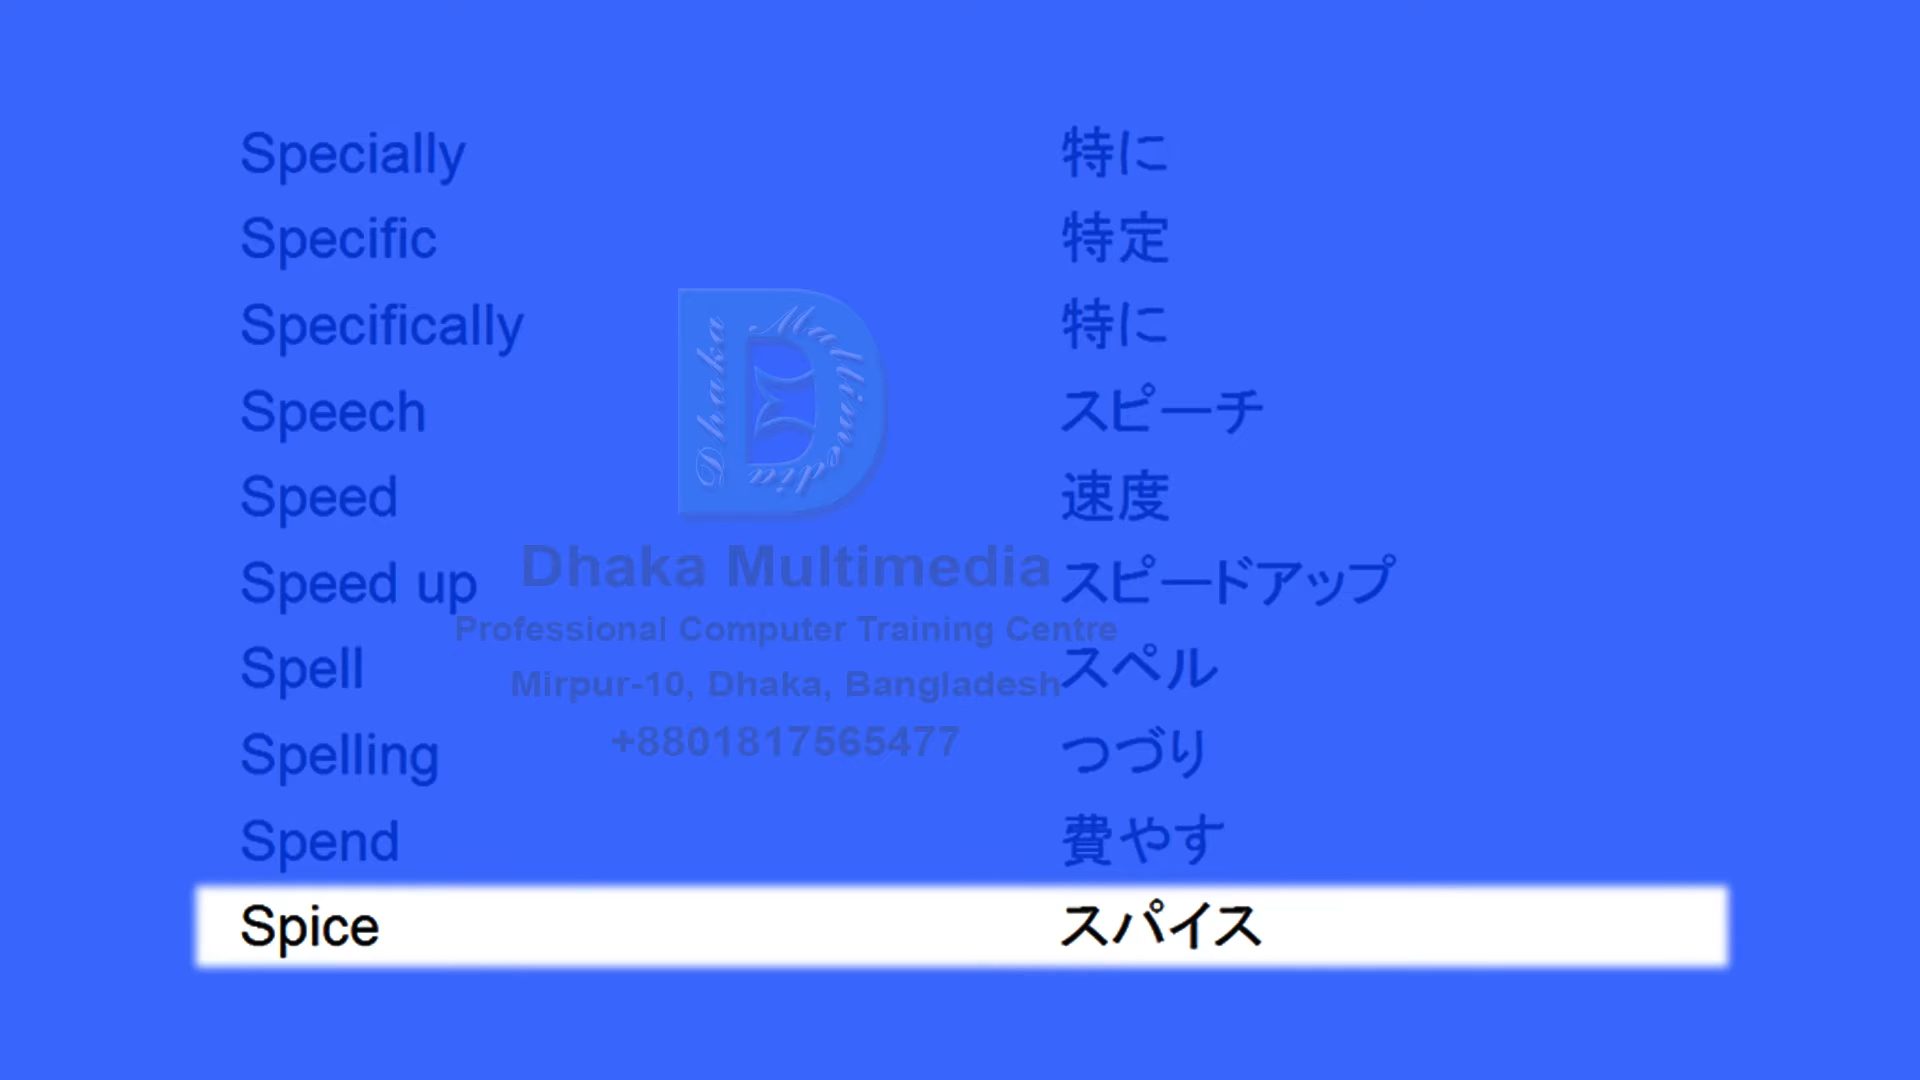 Specially 特に
Specific 特定
Specifically 特に
Speech スピーチ
Speed 速度
Speed up スピードアップ
Spell スペル
Spelling つづり
Spend 費やす
Spice スパイス
Dhaka Multimedia
Dhaka Multimedia
Professional Computer Training Centre
Mirpur-10, Dhaka, Bangladesh
+8801817565477